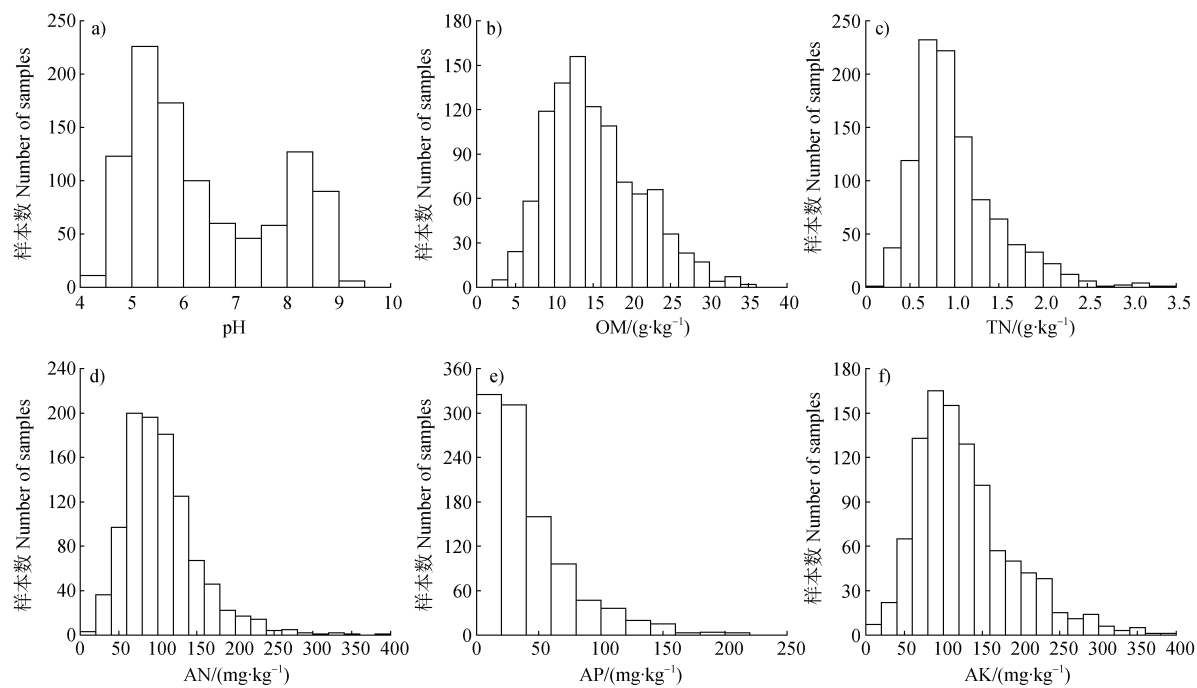 a)
样本数 Number of samples
250
200
150
100
50
0
4 5 6 7 8 9 10
pH
b)
样本数 Number of samples
180
150
120
90
60
30
0
0 5 10 15 20 25 30 35 40
OM/(g·kg⁻¹)
c)
样本数 Number of samples
250
200
150
100
50
0
0.5 1.0 1.5 2.0 2.5 3.0 3.5
TN/(g·kg⁻¹)
d)
样本数 Number of samples
240
200
160
120
80
40
0
0 50 100 150 200 250 300 350 400
AN/(mg·kg⁻¹)
e)
样本数 Number of samples
360
300
240
180
120
60
0
0 50 100 150 200 250
AP/(mg·kg⁻¹)
f)
样本数 Number of samples
180
150
120
90
60
30
0
0 50 100 150 200 250 300 350 400
AK/(mg·kg⁻¹)